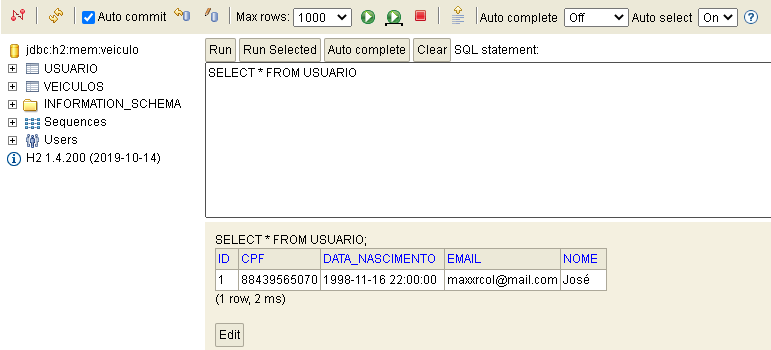 Auto commit Max rows: 1000 Auto complete Off Auto select On
jdbc:h2:mem:veiculo
USUARIO
VEICULOS
INFORMATION_SCHEMA
Sequences
Users
H2 1.4.200 (2019-10-14)
Run Run Selected Auto complete Clear SQL statement:
SELECT * FROM USUARIO
SELECT * FROM USUARIO;
ID CPF DATA_NASCIMENTO EMAIL NOME
1 88439565070 1998-11-16 22:00:00 maxxrcol@mail.com José
(1 row, 2 ms)
Edit